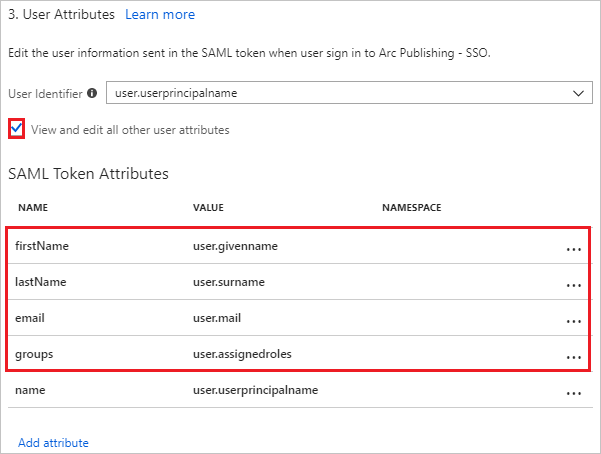 3. User Attributes Learn more
Edit the user information sent in the SAML token when user sign in to Arc Publishing - SSO.
User Identifier user.userprincipalname
View and edit all other user attributes
SAML Token Attributes
NAME VALUE NAMESPACE
firstName user.givenname ...
lastName user.surname ...
email user.mail ...
groups user.assignedroles ...
name user.userprincipalname ...
Add attribute